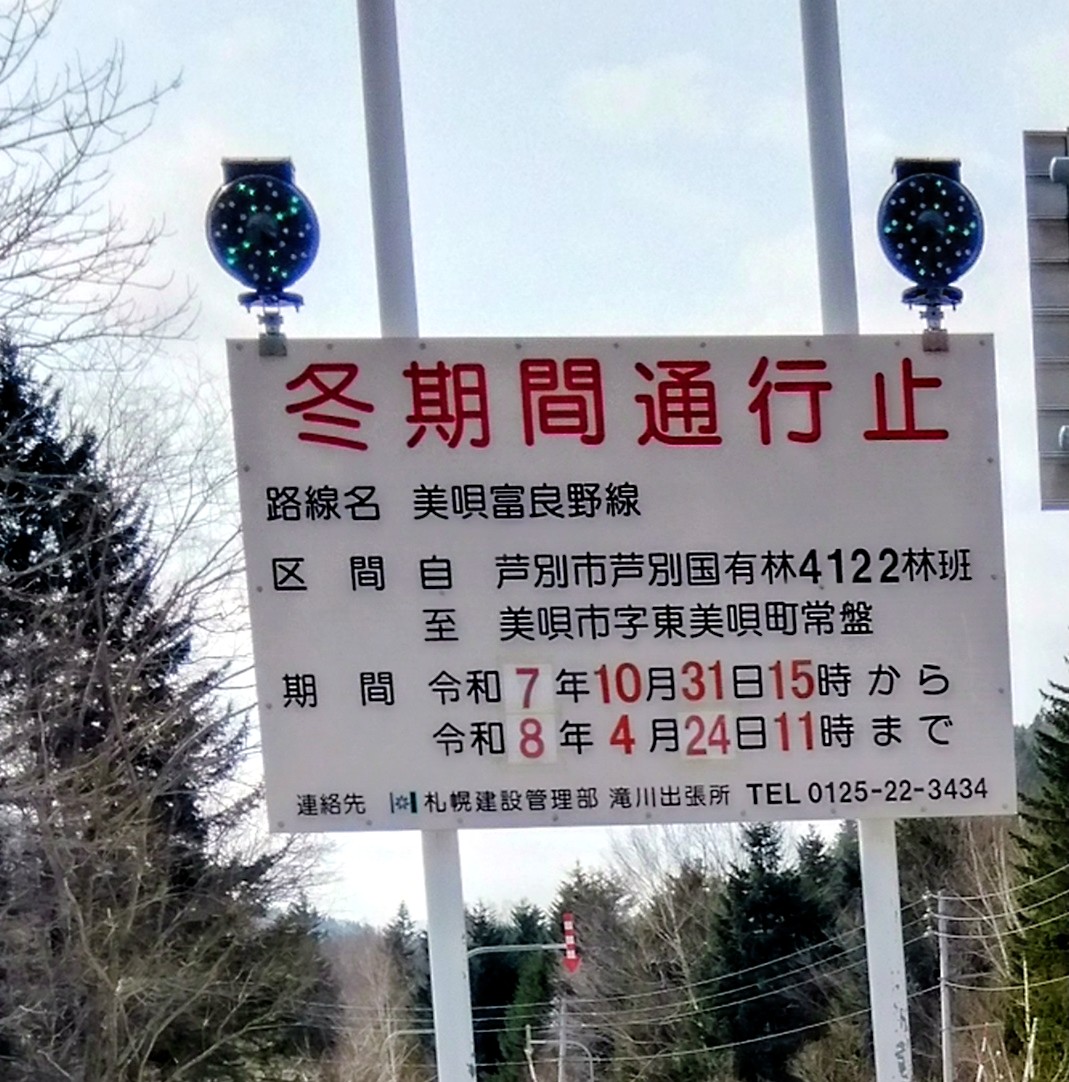 冬期間通行止
路線名 美唄富良野線
区間 自 芦別市芦別国有林4122林班
至 美唄市字東美唄町常盤
期間 令和7年10月31日15時から
令和8年4月24日11時まで
連絡先 札幌建設管理部 滝川出張所 TEL 0125-22-3434